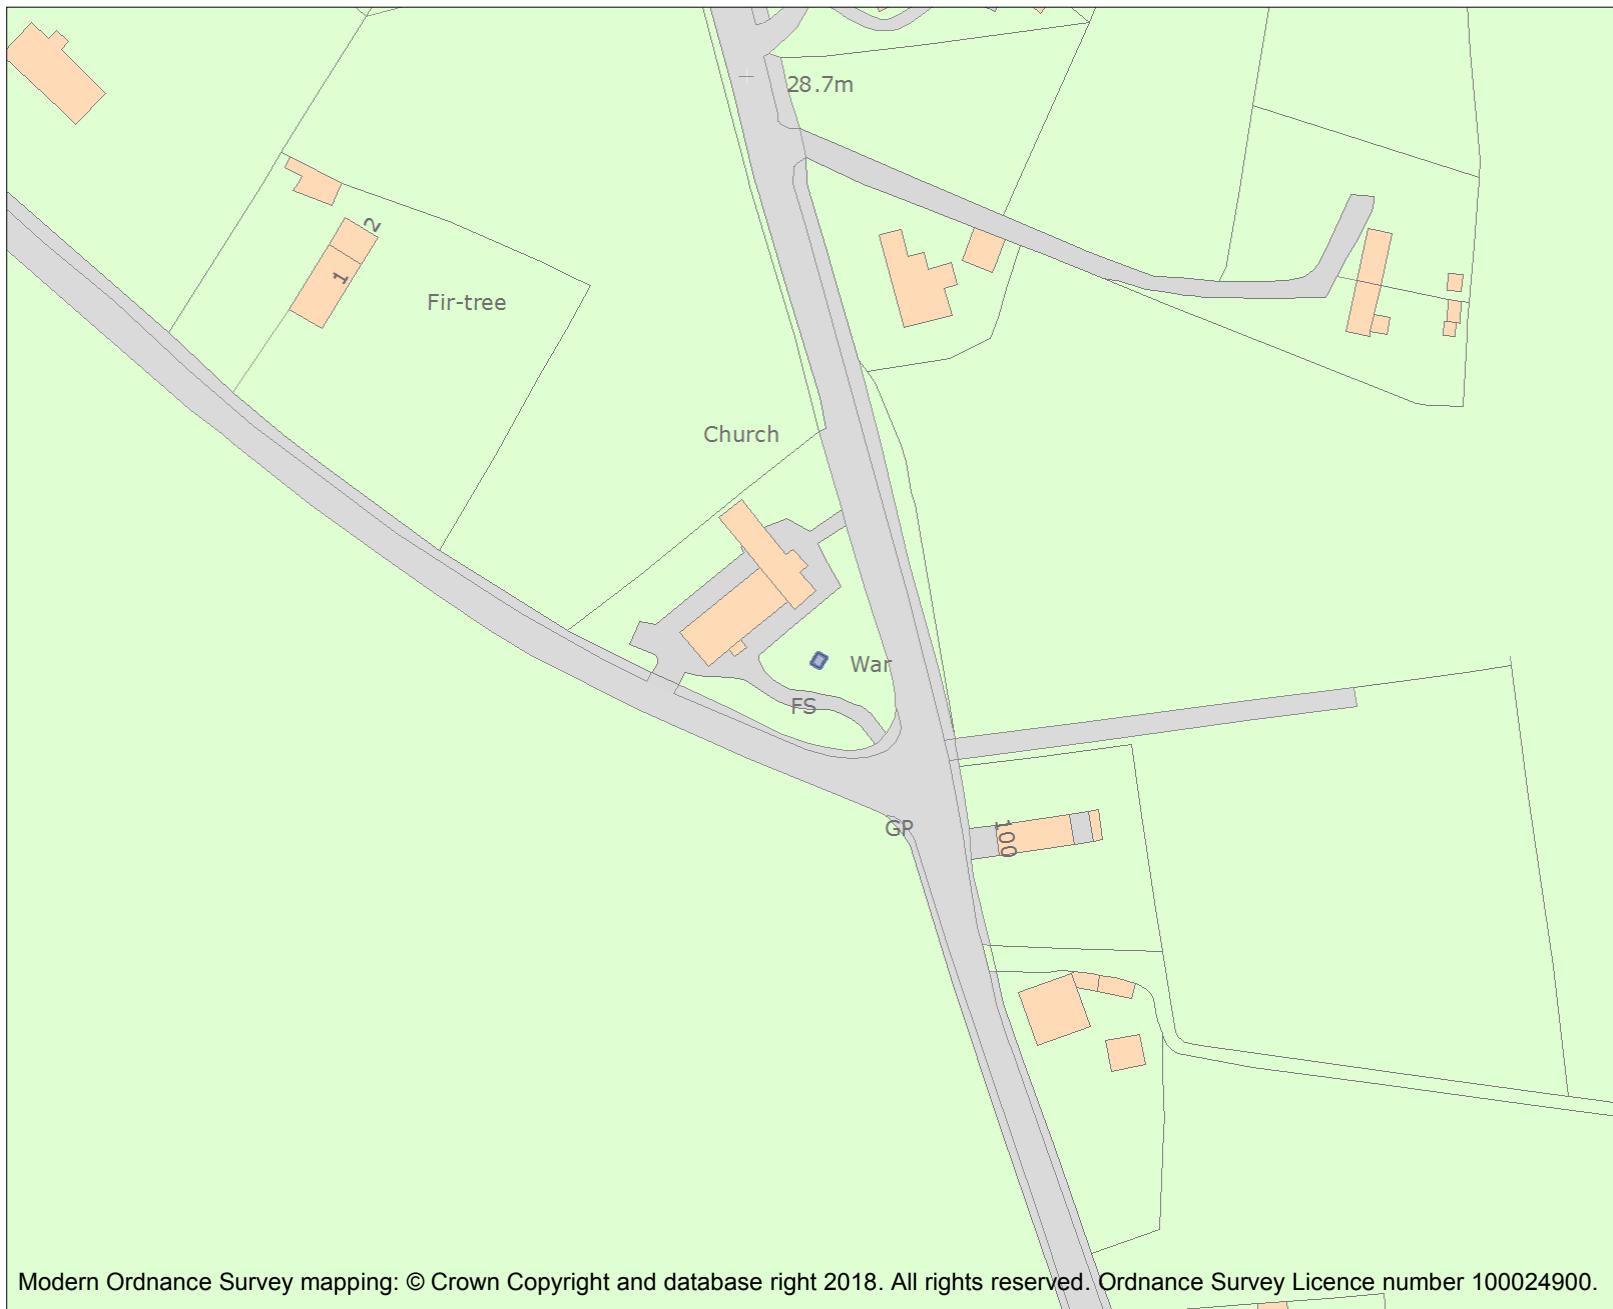 28.7m
2
1
Fir-tree
Church
War
FS
GP
100
Modern Ordnance Survey mapping: © Crown Copyright and database right 2018. All rights reserved. Ordnance Survey Licence number 100024900.